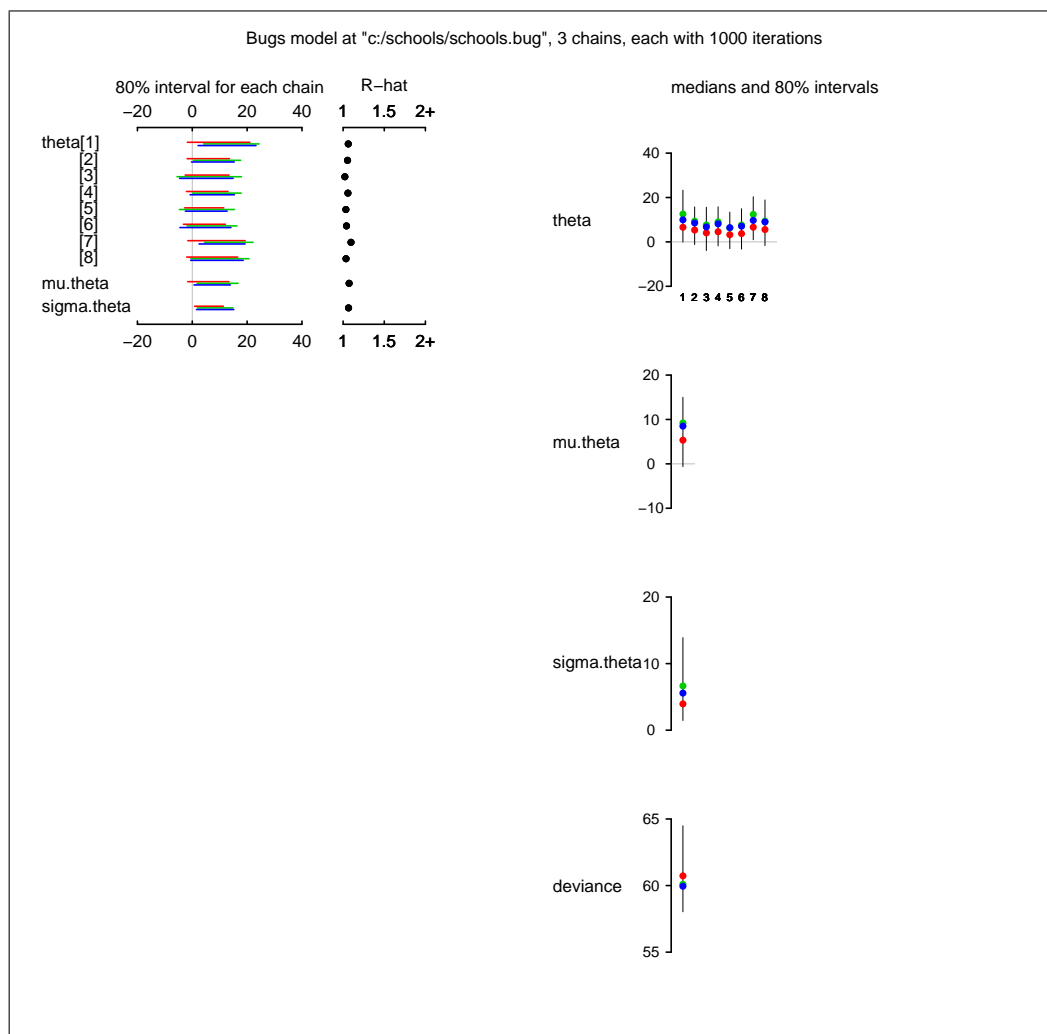 Bugs model at "c:/schools/schools.bug", 3 chains, each with 1000 iterations
80% interval for each chain
R−hat
−20 0 20 40
1 1.5 2+
theta[1]
[2]
[3]
[4]
[5]
[6]
[7]
[8]
mu.theta
sigma.theta
−20 0 20 40
1 1.5 2+
medians and 80% intervals
theta
40
20
10
0
−20
1 2 3 4 5 6 7 8
mu.theta
20
10
0
−10
sigma.theta
20
10
0
deviance
65
60
55